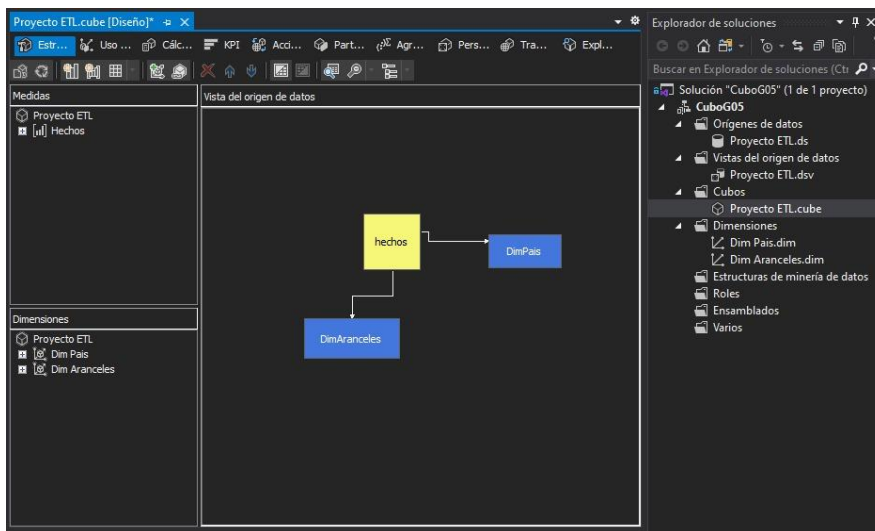 Proyecto ETL.cube [Diseño]*
Estr... Uso ... Cálc... KPI Acci... Part... Agr... Pers... Tra... Expl...
Medidas
Proyecto ETL
Hechos
Dimensiones
Proyecto ETL
Dim Pais
Dim Aranceles
Vista del origen de datos
hechos
DimPais
DimAranceles
Explorador de soluciones
Buscar en Explorador de soluciones (Ctr
Solución "CuboG05" (1 de 1 proyecto)
CuboG05
Orígenes de datos
Proyecto ETL.ds
Vistas del origen de datos
Proyecto ETL.dsv
Cubos
Proyecto ETL.cube
Dimensiones
Dim Pais.dim
Dim Aranceles.dim
Estructuras de minería de datos
Roles
Ensamblados
Varios